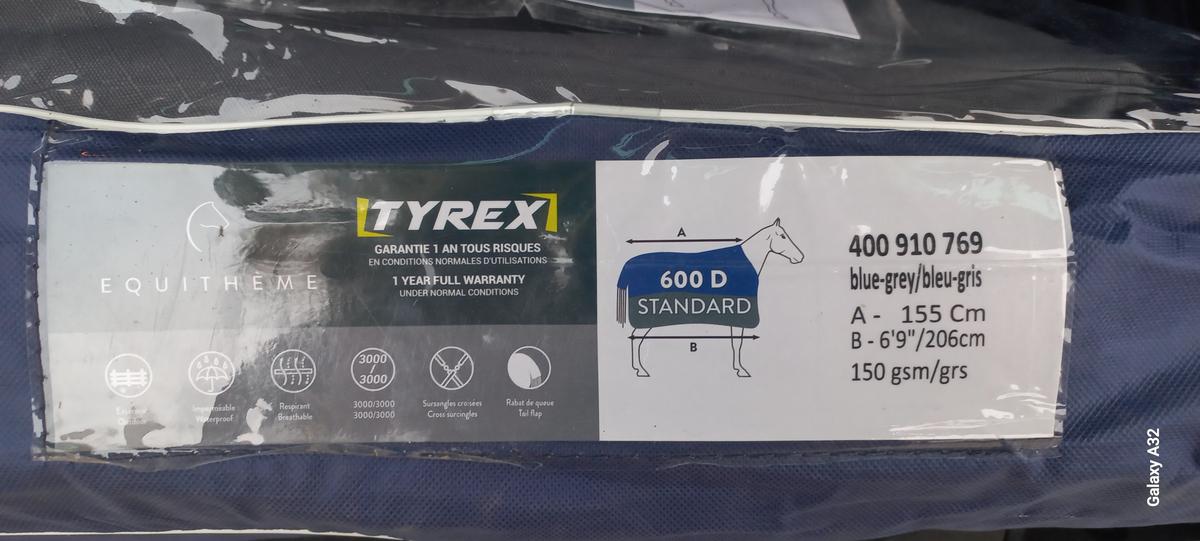 EQUITHÈME
TYREX
GARANTIE 1 AN TOUS RISQUES
EN CONDITIONS NORMALES D'UTILISATIONS
1 YEAR FULL WARRANTY
UNDER NORMAL CONDITIONS
Extérieur
Outdoor
Imperméable
Waterproof
Respirant
Breathable
3000
/
3000
3000/3000
3000/3000
Sursangles croisées
Cross surcingles
Rabat de queue
Tail flap
A
600 D
STANDARD
B
400 910 769
blue-grey/bleu-gris
A - 155 Cm
B - 6'9"/206cm
150 gsm/grs
Galaxy A32